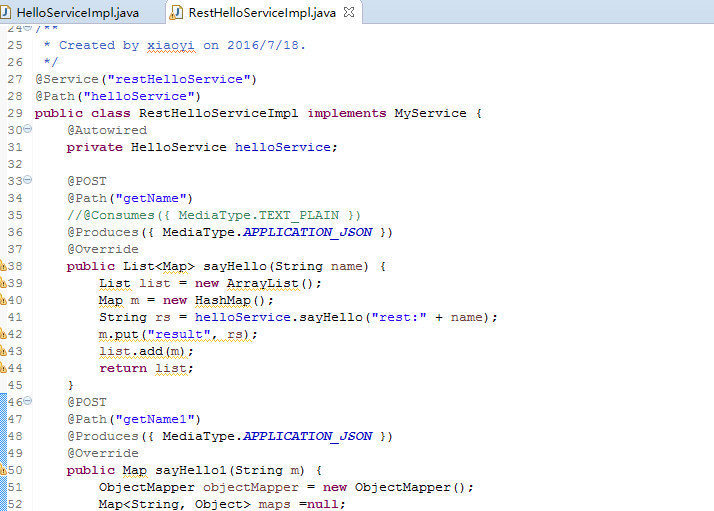 HelloServiceImpl.java RestHelloServiceImpl.java
24 /**
25 * Created by xiaoyi on 2016/7/18.
26 */
27 @Service("restHelloService")
28 @Path("helloService")
29 public class RestHelloServiceImpl implements MyService {
30 @Autowired
31 private HelloService helloService;
32
33 @POST
34 @Path("getName")
35 //@Consumes({ MediaType.TEXT_PLAIN })
36 @Produces({ MediaType.APPLICATION_JSON })
37 @Override
38 public List<Map> sayHello(String name) {
39 List list = new ArrayList();
40 Map m = new HashMap();
41 String rs = helloService.sayHello("rest:" + name);
42 m.put("result", rs);
43 list.add(m);
44 return list;
45 }
46 @POST
47 @Path("getName1")
48 @Produces({ MediaType.APPLICATION_JSON })
49 @Override
50 public Map sayHello1(String m) {
51 ObjectMapper objectMapper = new ObjectMapper();
52 Map<String, Object> maps =null;